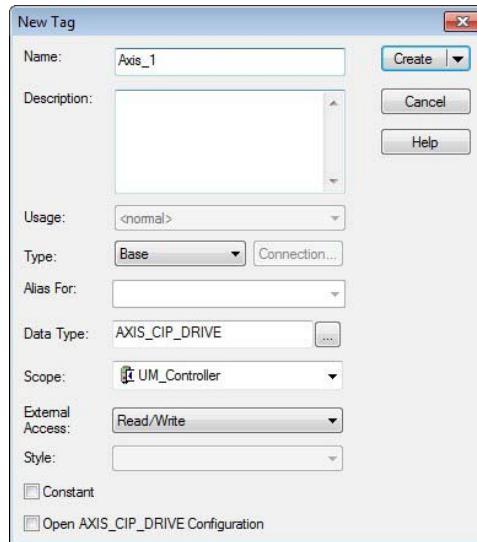 New Tag
Name: Axis_1 Create
Description: Cancel
Help
Usage: <normal>
Type: Base Connection...
Alias For:
Data Type: AXIS_CIP_DRIVE ...
Scope: UM_Controller
External
Access: Read/Write
Style:
Constant
Open AXIS_CIP_DRIVE Configuration